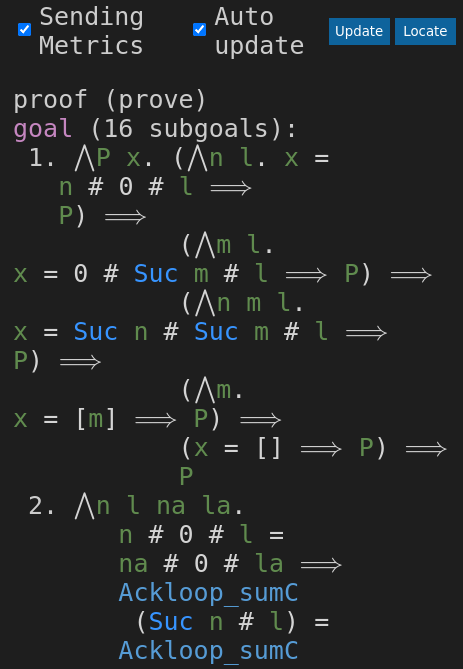 Sending Metrics
Auto update
Update
Locate
proof (prove)
goal (16 subgoals):
1. ⋀P x. (⋀n l. x =
n # 0 # l ⟹
P) ⟹
(⋀m l.
x = 0 # Suc m # l ⟹ P) ⟹
(⋀n m l.
x = Suc n # Suc m # l ⟹
P) ⟹
(⋀m.
x = [m] ⟹ P) ⟹
(x = [] ⟹ P) ⟹
P
2. ⋀n l na la.
n # 0 # l =
na # 0 # la ⟹
Ackloop_sumC
(Suc n # l) =
Ackloop_sumC